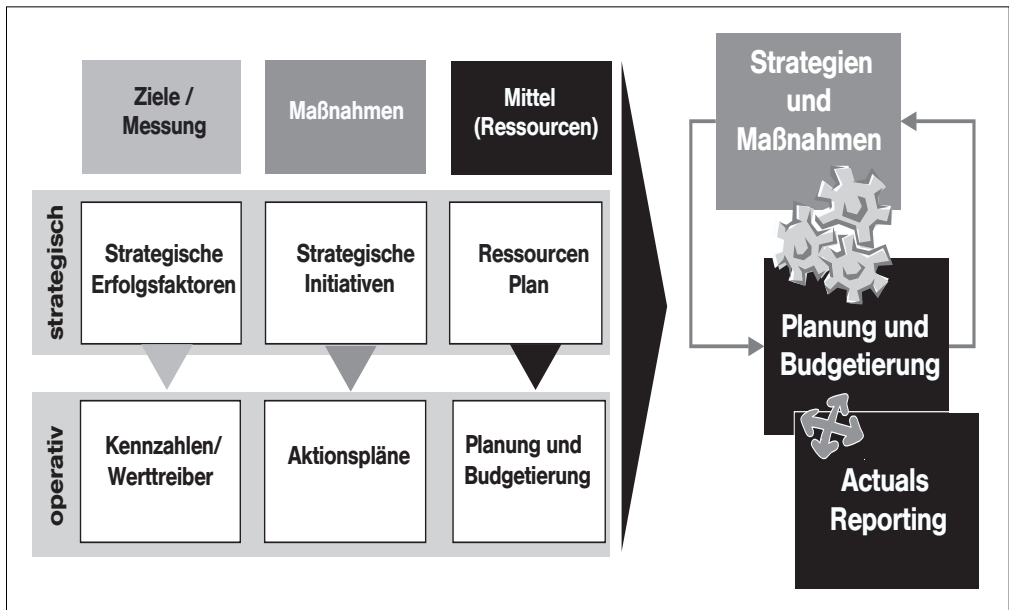 Ziele /
Messung
Maßnahmen
Mittel
(Ressourcen)
strategisch
Strategische
Erfolgsfaktoren
Strategische
Initiativen
Ressourcen
Plan
operativ
Kennzahlen/
Werttreiber
Aktionspläne
Planung und
Budgetierung
Strategien
und
Maßnahmen
Planung und
Budgetierung
Actuals
Reporting